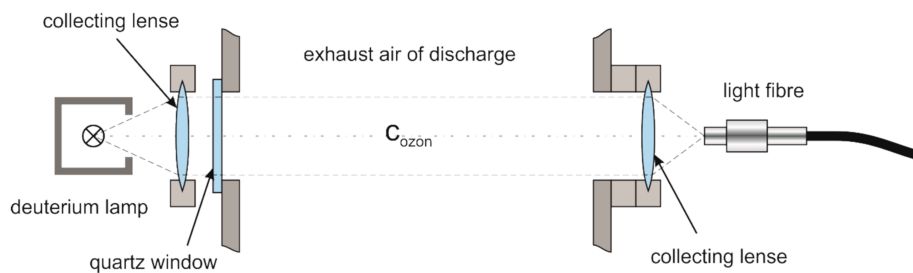 collecting lense
exhaust air of discharge
light fibre
c_ozon
deuterium lamp
quartz window
collecting lense